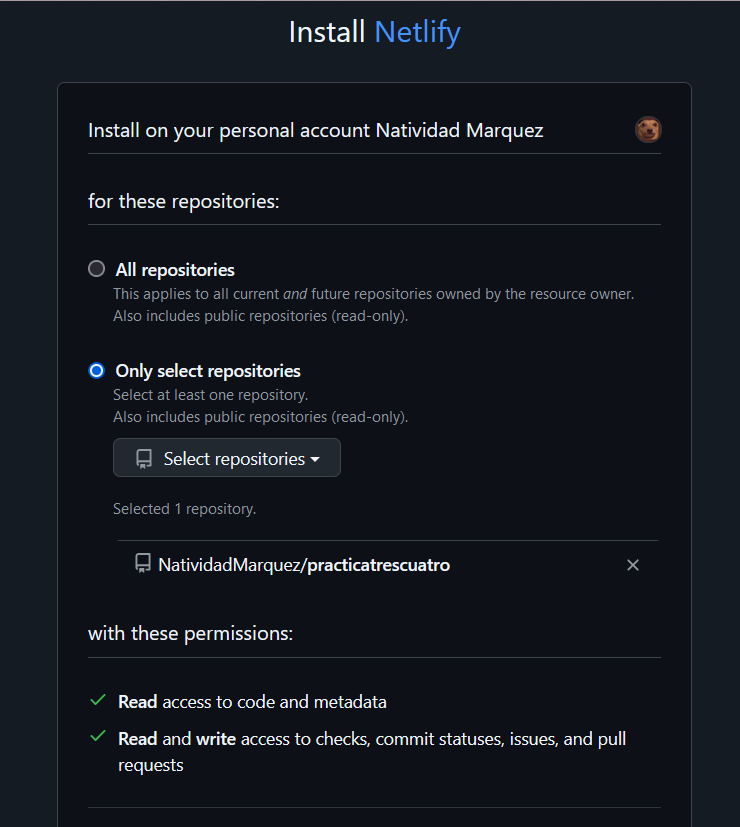 Install Netlify
Install on your personal account Natividad Marquez
for these repositories:
All repositories
This applies to all current and future repositories owned by the resource owner.
Also includes public repositories (read-only).
Only select repositories
Select at least one repository.
Also includes public repositories (read-only).
Select repositories
Selected 1 repository.
NatividadMarquez/practicatrescuatro
with these permissions:
Read access to code and metadata
Read and write access to checks, commit statuses, issues, and pull
requests